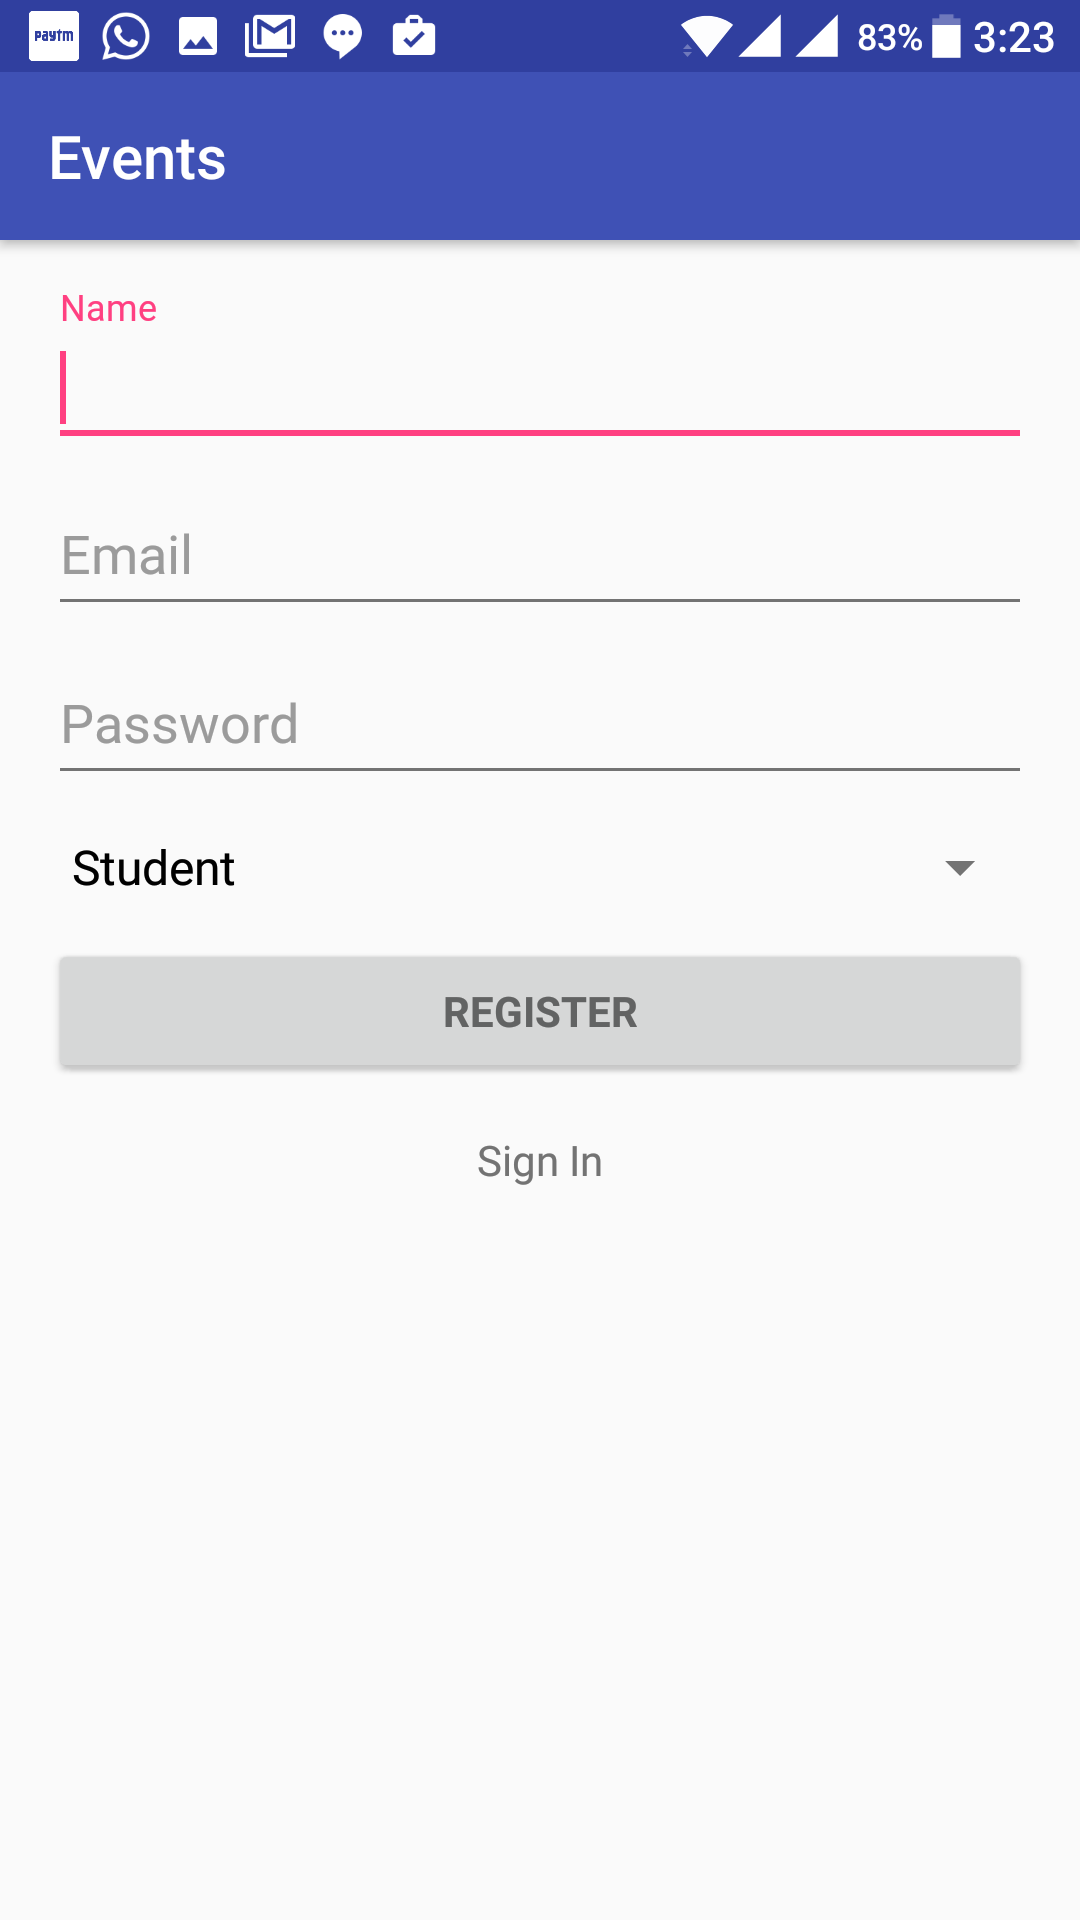 paytm 83% 3:23
Events
Name
Email
Password
Student
REGISTER
Sign In